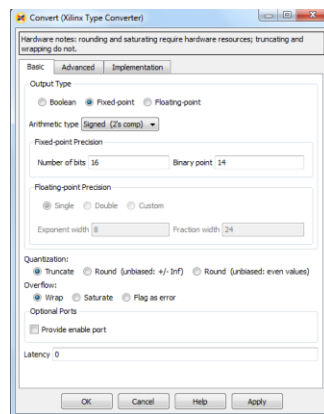 Convert (Xilinx Type Converter)
Hardware notes: rounding and saturating require hardware resources; truncating and
wrapping do not.
Basic Advanced Implementation
Output Type
Boolean Fixed-point Floating-point
Arithmetic type Signed (2's comp)
Fixed-point Precision
Number of bits 16 Binary point 14
Floating-point Precision
Single Double Custom
Exponent width 8 Fraction width 24
Quantization:
Truncate Round (unbiased: +/- Inf) Round (unbiased: even values)
Overflow:
Wrap Saturate Flag as error
Optional Ports
Provide enable port
Latency 0
OK Cancel Help Apply